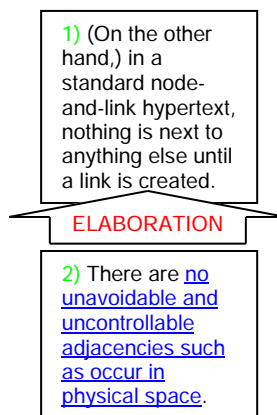 1) (On the other
hand,) in a
standard node-
and-link hypertext,
nothing is next to
anything else until
a link is created.
ELABORATION
2) There are no
unavoidable and
uncontrollable
adjacencies such
as occur in
physical space.